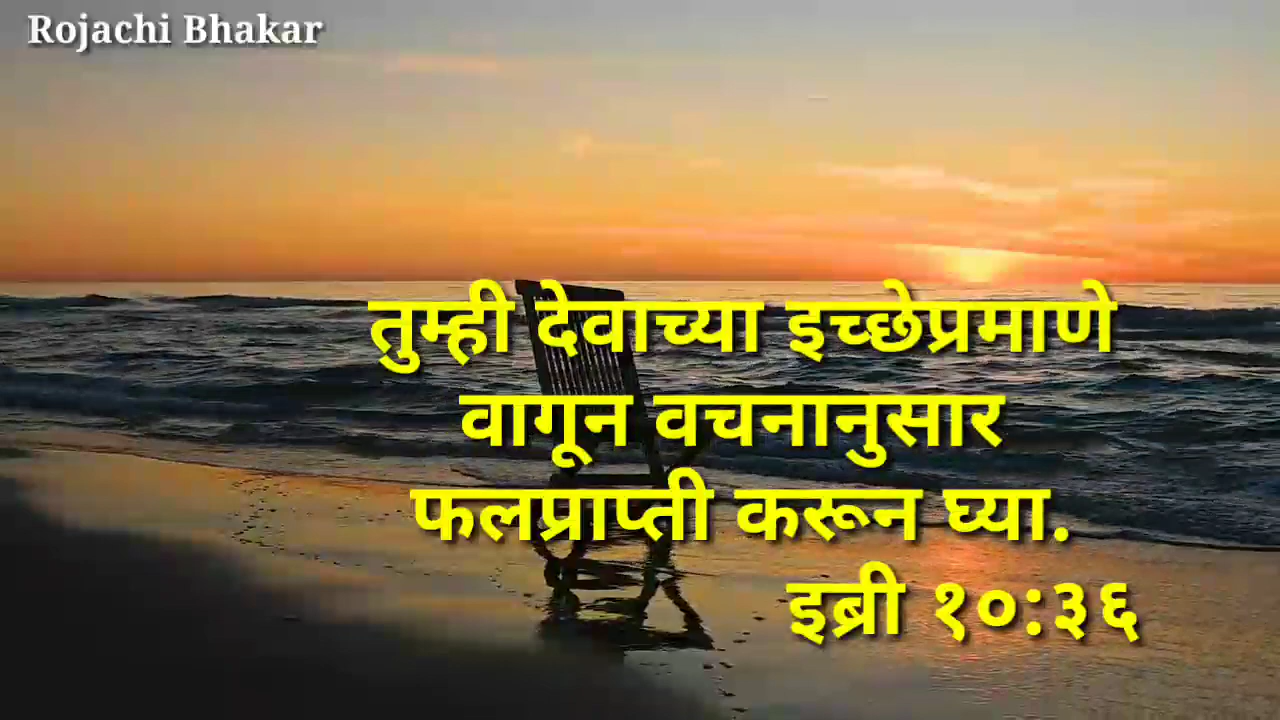 Rojachi Bhakar
तुम्ही देवाच्या इच्छेप्रमाणे
वागून वचनानुसार
फलप्राप्ती करून घ्या.
इब्री १०:३६